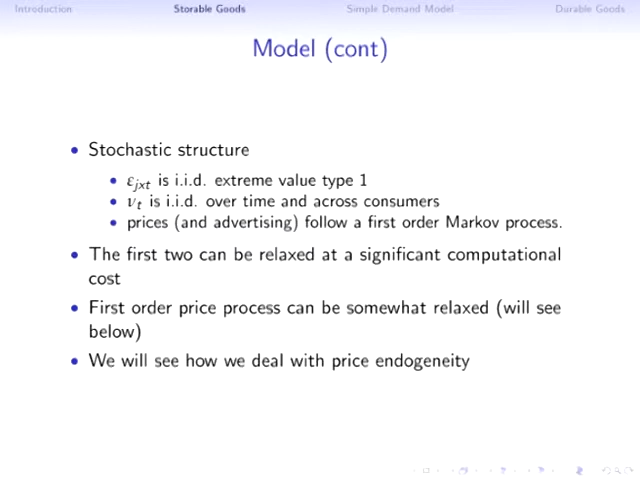 Introduction Storable Goods Simple Demand Model Durable Goods
Model (cont)
• Stochastic structure
• εjxt is i.i.d. extreme value type 1
• νt is i.i.d. over time and across consumers
• prices (and advertising) follow a first order Markov process.
• The first two can be relaxed at a significant computational
cost
• First order price process can be somewhat relaxed (will see
below)
• We will see how we deal with price endogeneity